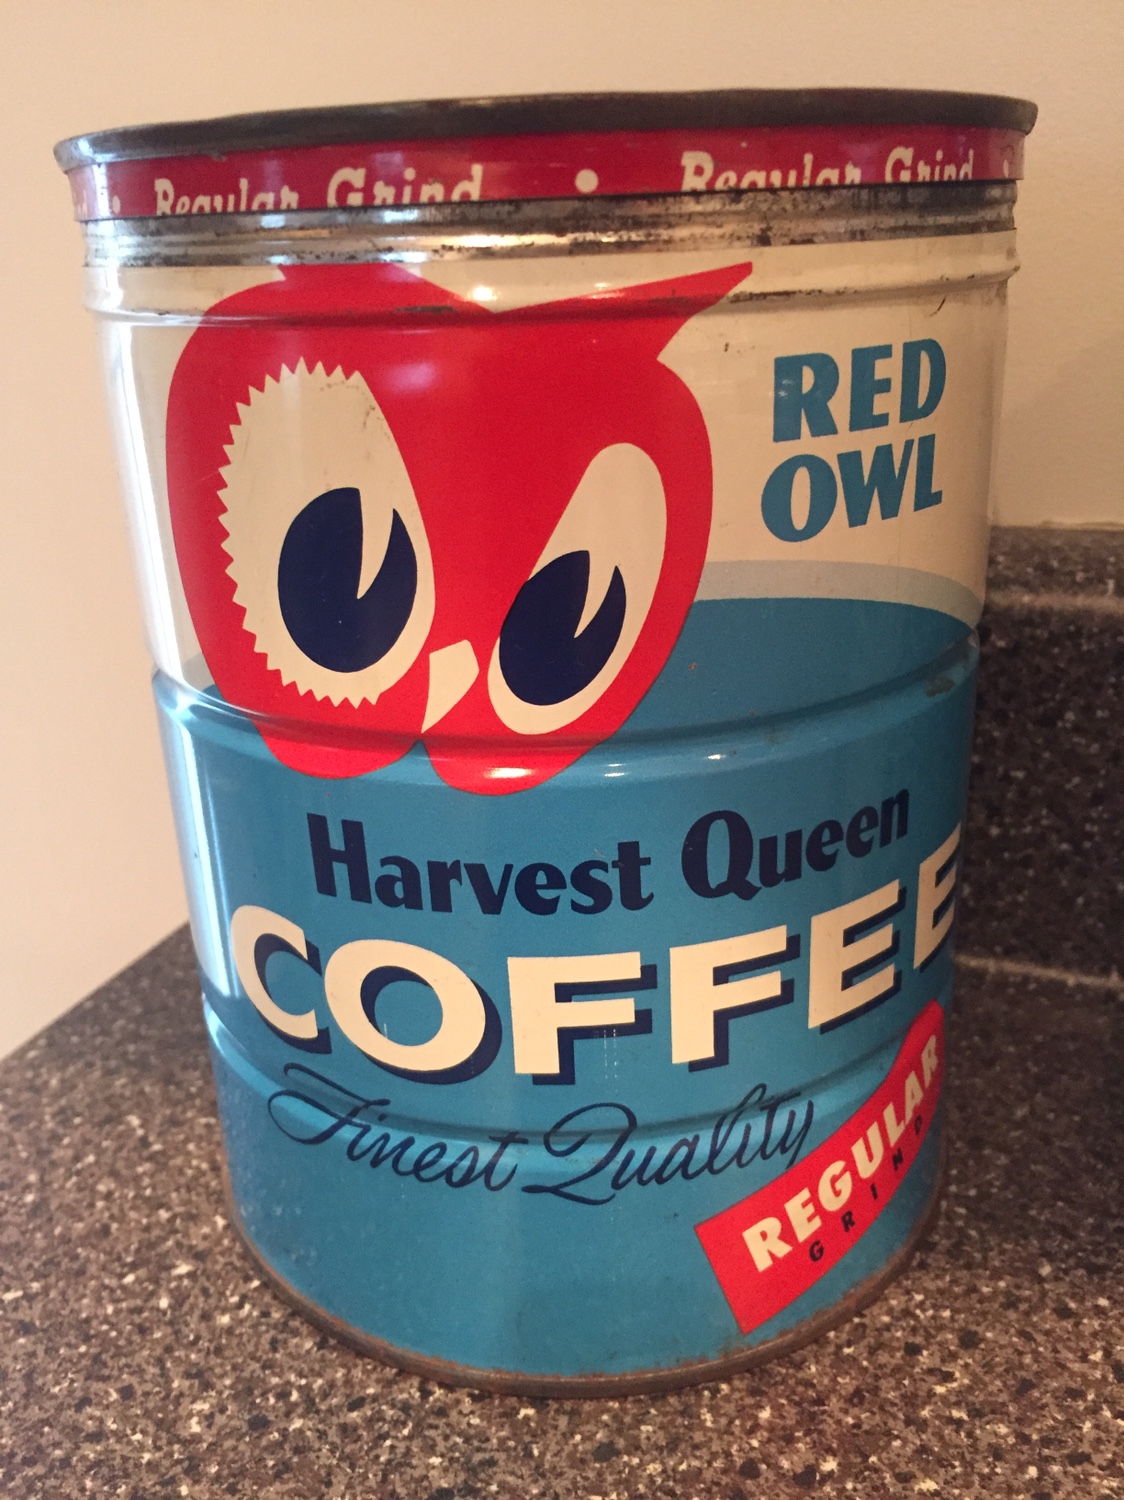 Regular Grind • Regular Grind
RED
OWL
Harvest Queen
COFFEE
Finest Quality
REGULAR
GRIND